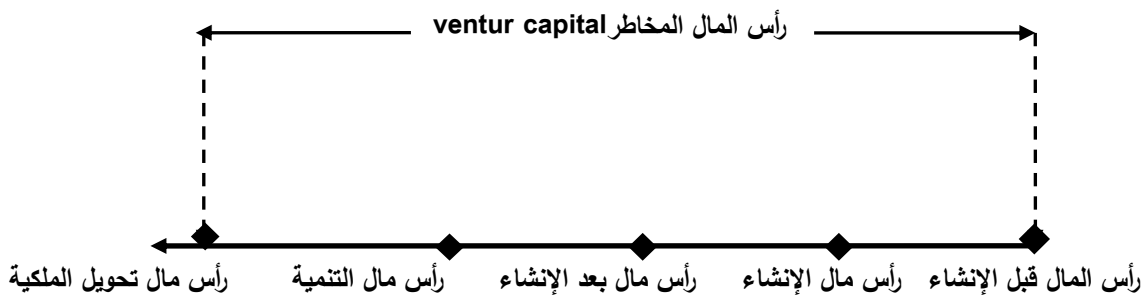 رأس المال المخاطر ventur capital
رأس المال قبل الإنشاء
رأس مال الإنشاء
رأس مال بعد الإنشاء
رأس مال التنمية
رأس مال تحويل الملكية